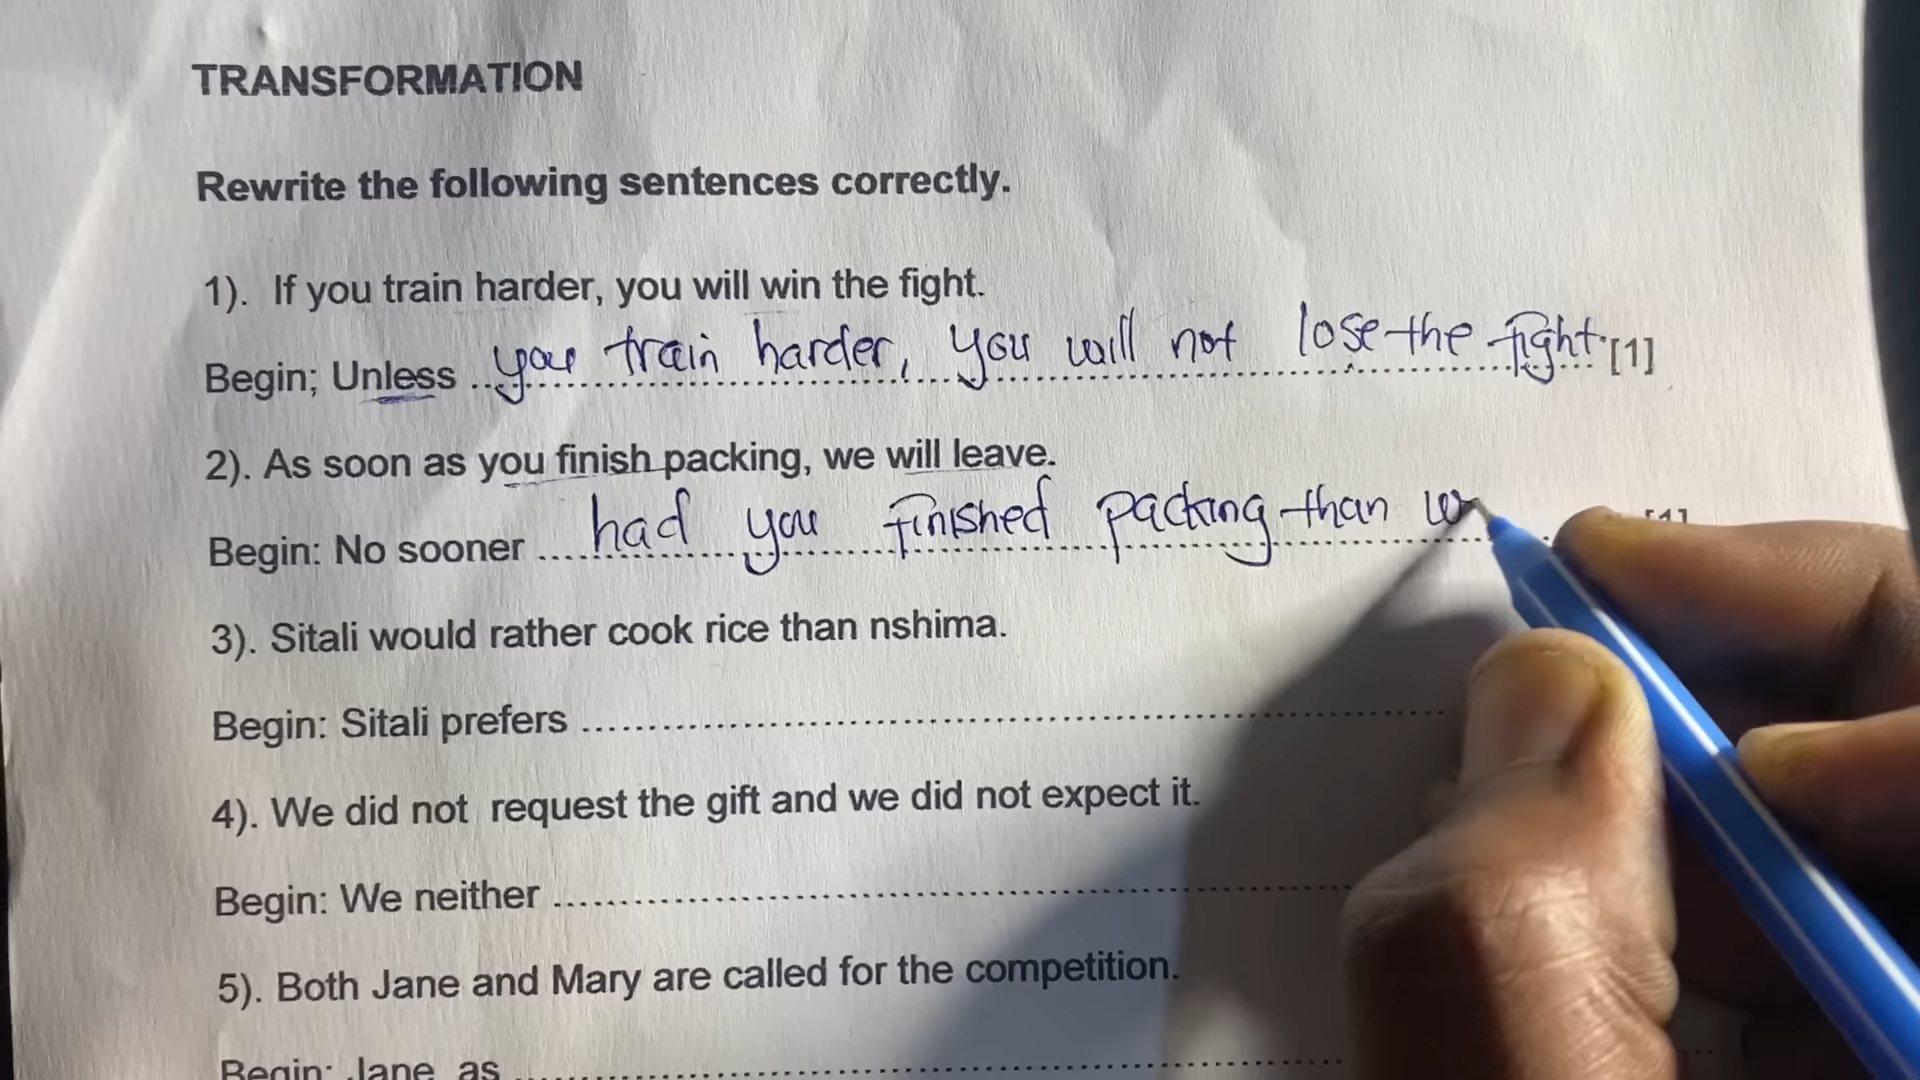 TRANSFORMATION
Rewrite the following sentences correctly.
1). If you train harder, you will win the fight.
Begin; Unless ..you train harder, you will not lose the fight.[1]
2). As soon as you finish packing, we will leave.
Begin: No sooner .... had you finished packing than w [1]
3). Sitali would rather cook rice than nshima.
Begin: Sitali prefers ..........
4). We did not request the gift and we did not expect it.
Begin: We neither ..........
5). Both Jane and Mary are called for the competition.
Begin: Jane as ..........